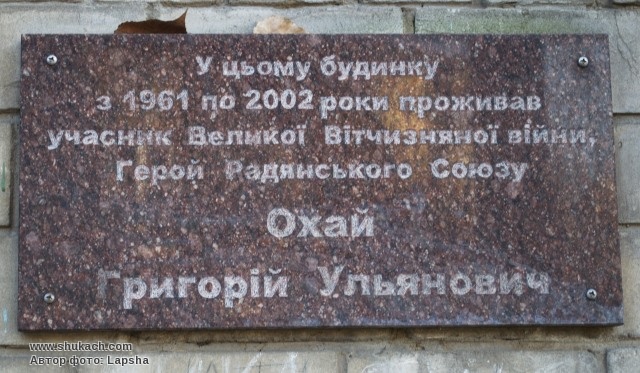 У цьому будинку
з 1961 по 2002 роки проживав
учасник Великої Вітчизняної війни,
Герой Радянського Союзу
Охай
Григорій Ульянович
www.shukach.com
Автор фото: Lapsha